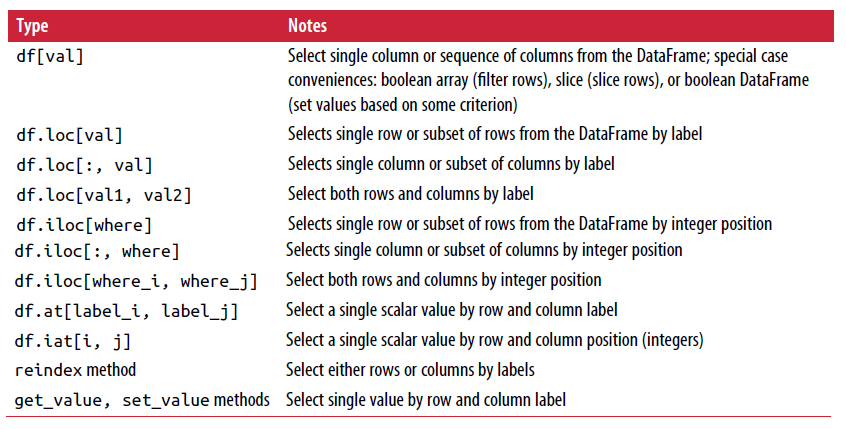 Type Notes
df[val] Select single column or sequence of columns from the DataFrame; special case
conveniences: boolean array (filter rows), slice (slice rows), or boolean DataFrame
(set values based on some criterion)
df.loc[val] Selects single row or subset of rows from the DataFrame by label
df.loc[:, val] Selects single column or subset of columns by label
df.loc[val1, val2] Select both rows and columns by label
df.iloc[where] Selects single row or subset of rows from the DataFrame by integer position
df.iloc[:, where] Selects single column or subset of columns by integer position
df.iloc[where_i, where_j] Select both rows and columns by integer position
df.at[label_i, label_j] Select a single scalar value by row and column label
df.iat[i, j] Select a single scalar value by row and column position (integers)
reindex method Select either rows or columns by labels
get_value, set_value methods Select single value by row and column label